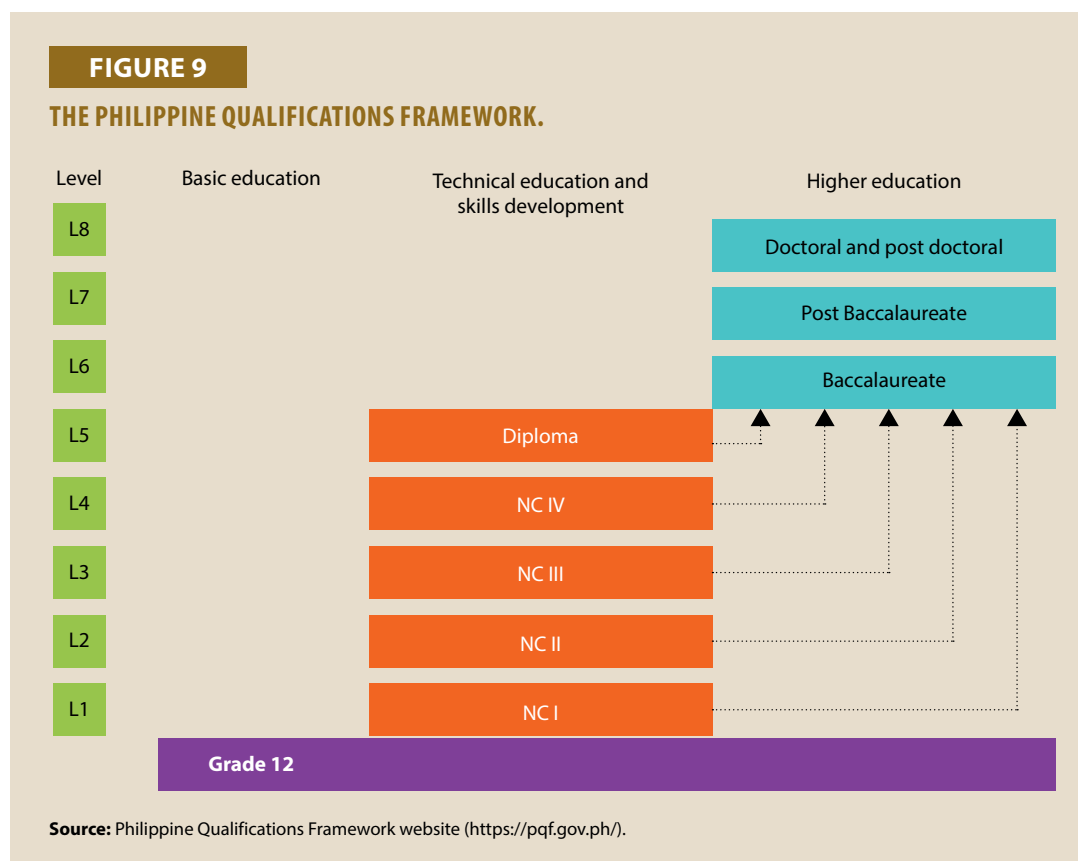 FIGURE 9
THE PHILIPPINE QUALIFICATIONS FRAMEWORK.
Level
Basic education
Technical education and
skills development
Higher education
L8
Doctoral and post doctoral
L7
Post Baccalaureate
L6
Baccalaureate
L5
Diploma
L4
NC IV
L3
NC III
L2
NC II
L1
NC I
Grade 12
Source: Philippine Qualifications Framework website (https://pqf.gov.ph/).